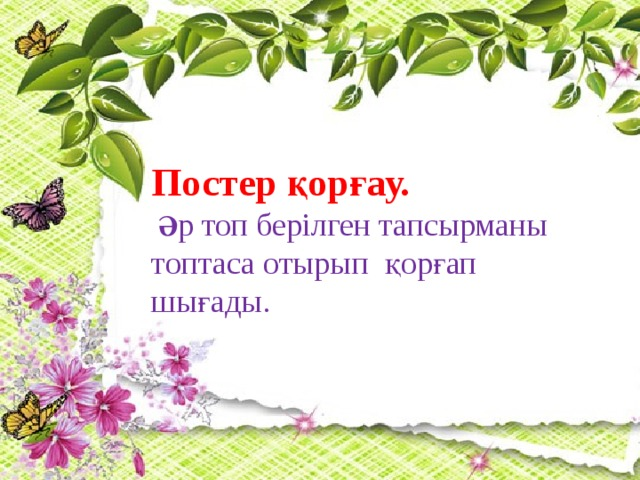 Постер қорғау.
Әр топ берілген тапсырманы
топтаса отырып қорғап
шығады.